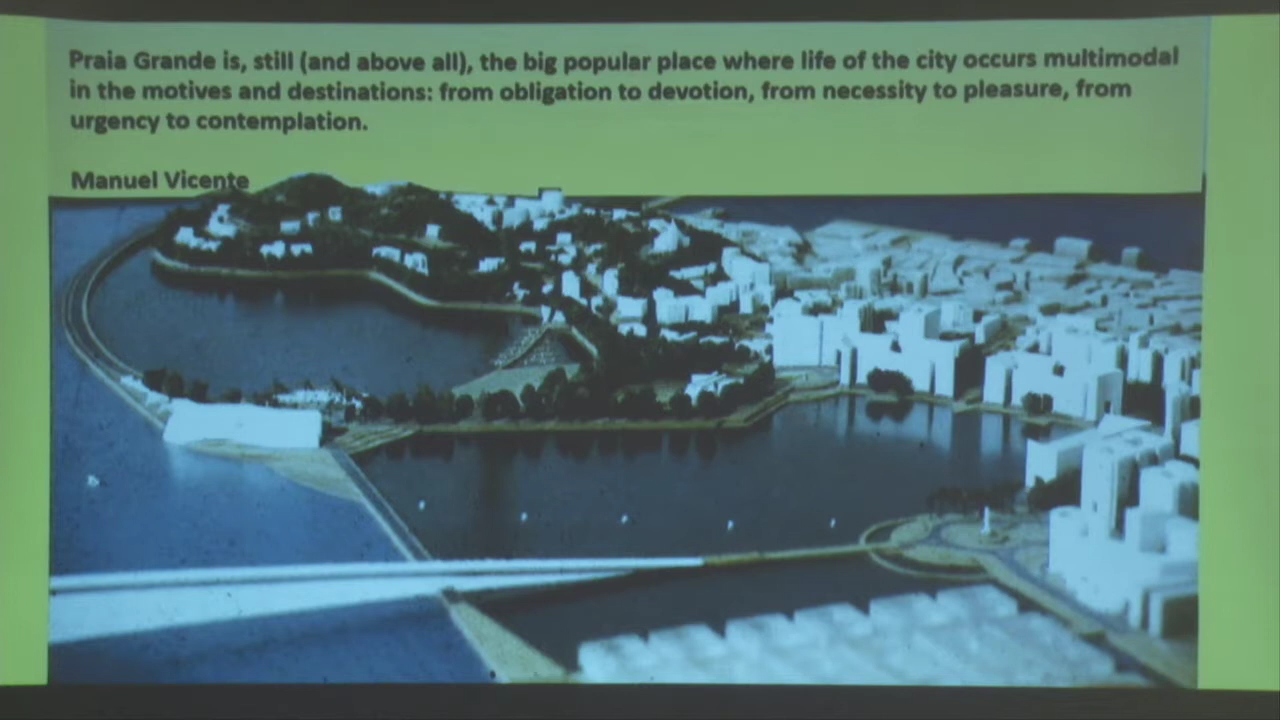 Praia Grande is, still (and above all), the big popular place where life of the city occurs multimodal
in the motives and destinations: from obligation to devotion, from necessity to pleasure, from
urgency to contemplation.
Manuel Vicente